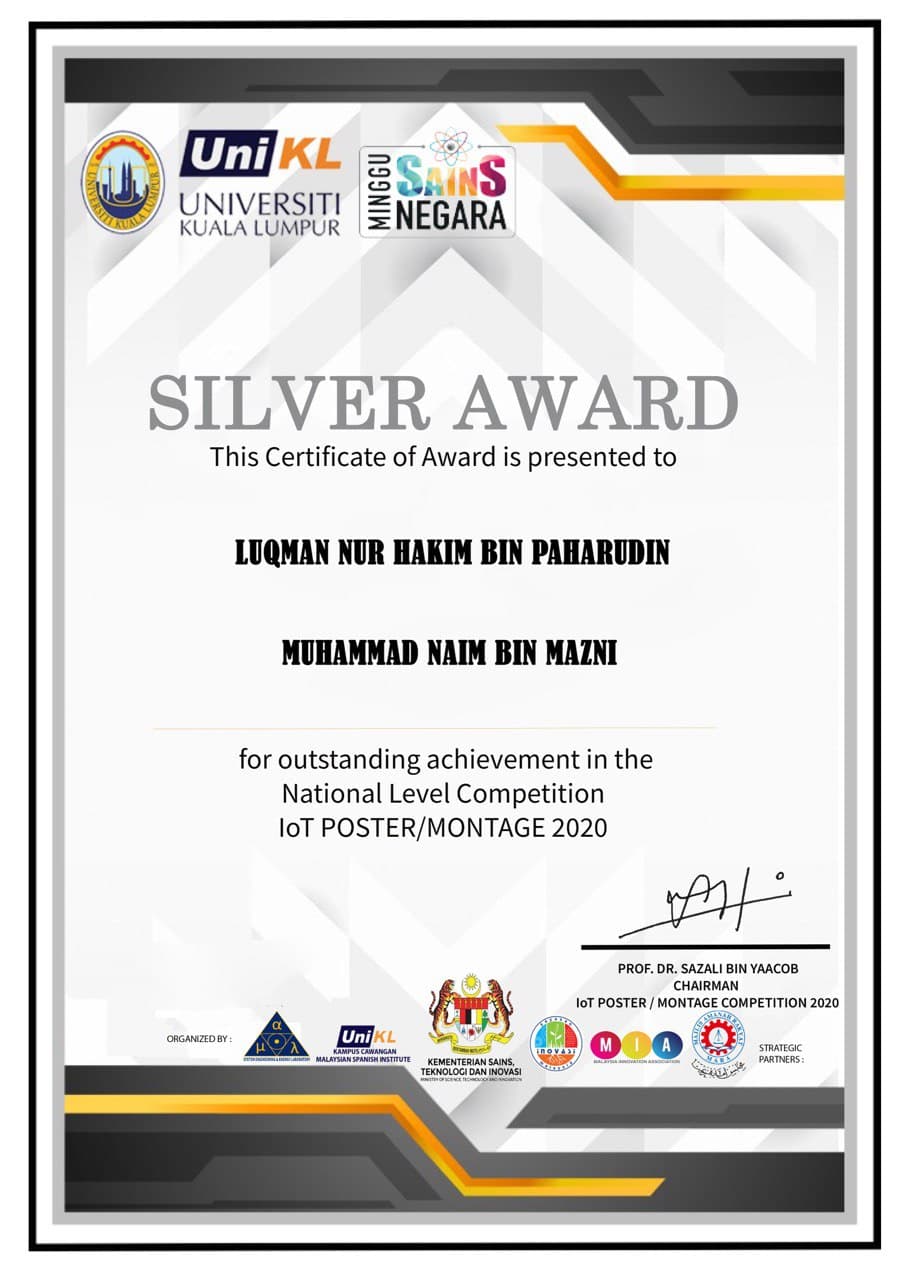 UNIVERSITI KUALA LUMPUR
UniKL
UNIVERSITI
KUALA LUMPUR
MINGGU
SAINS
NEGARA
SILVER AWARD
This Certificate of Award is presented to
LUQMAN NUR HAKIM BIN PAHARUDIN
MUHAMMAD NAIM BIN MAZNI
for outstanding achievement in the
National Level Competition
IoT POSTER/MONTAGE 2020
PROF. DR. SAZALI BIN YAACOB
CHAIRMAN
IoT POSTER / MONTAGE COMPETITION 2020
ORGANIZED BY :
α
μ λ
SYSTEM ENGINEERING & ENERGY LABORATORY
UniKL
KAMPUS CAWANGAN
MALAYSIAN SPANISH INSTITUTE
KEMENTERIAN SAINS,
TEKNOLOGI DAN INOVASI
MINISTRY OF SCIENCE, TECHNOLOGY AND INNOVATION
inovasi
M I A
MALAYSIA INNOVATION ASSOCIATION
MAJLIS AMANAH RAKYAT
MARA
STRATEGIC
PARTNERS :